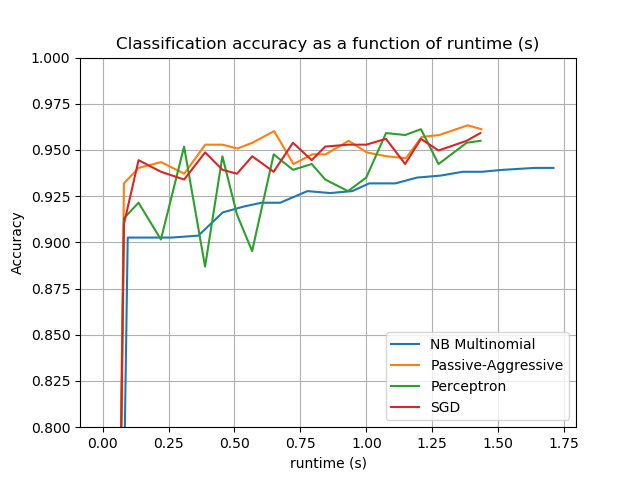 Classification accuracy as a function of runtime (s)
1.000
0.975
0.950
0.925
0.900
0.875
0.850
0.825
0.800
Accuracy
NB Multinomial
Passive-Aggressive
Perceptron
SGD
0.00 0.25 0.50 0.75 1.00 1.25 1.50 1.75
runtime (s)